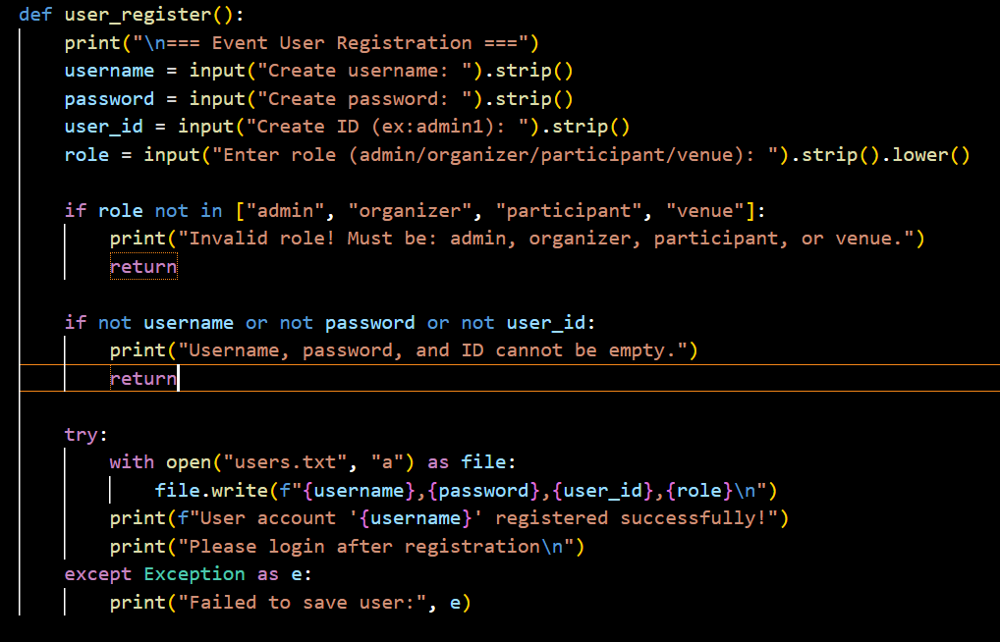 def user_register():
    print("\n=== Event User Registration ===")
    username = input("Create username: ").strip()
    password = input("Create password: ").strip()
    user_id = input("Create ID (ex:admin1): ").strip()
    role = input("Enter role (admin/organizer/participant/venue): ").strip().lower()

    if role not in ["admin", "organizer", "participant", "venue"]:
        print("Invalid role! Must be: admin, organizer, participant, or venue.")
        return

    if not username or not password or not user_id:
        print("Username, password, and ID cannot be empty.")
        return

    try:
        with open("users.txt", "a") as file:
            file.write(f"{username},{password},{user_id},{role}\n")
        print(f"User account '{username}' registered successfully!")
        print("Please login after registration\n")
    except Exception as e:
        print("Failed to save user:", e)